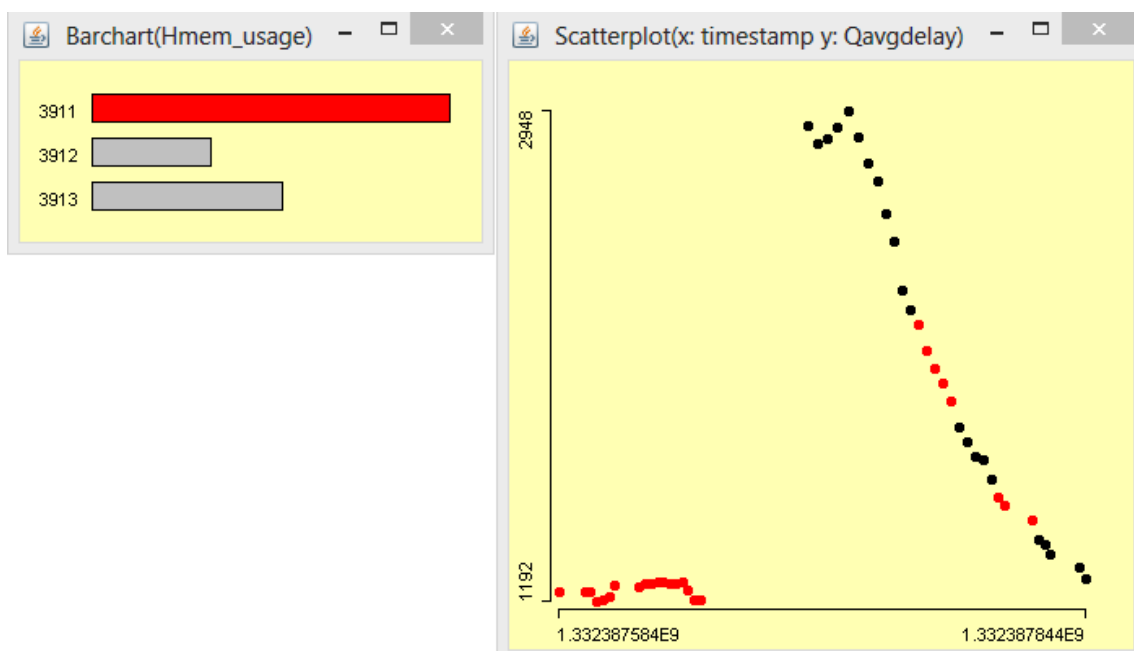 Barchart(Hmem_usage)
3911
3912
3913
Scatterplot(x: timestamp y: Qavgdelay)
2948
1192
1.332387584E9
1.332387844E9